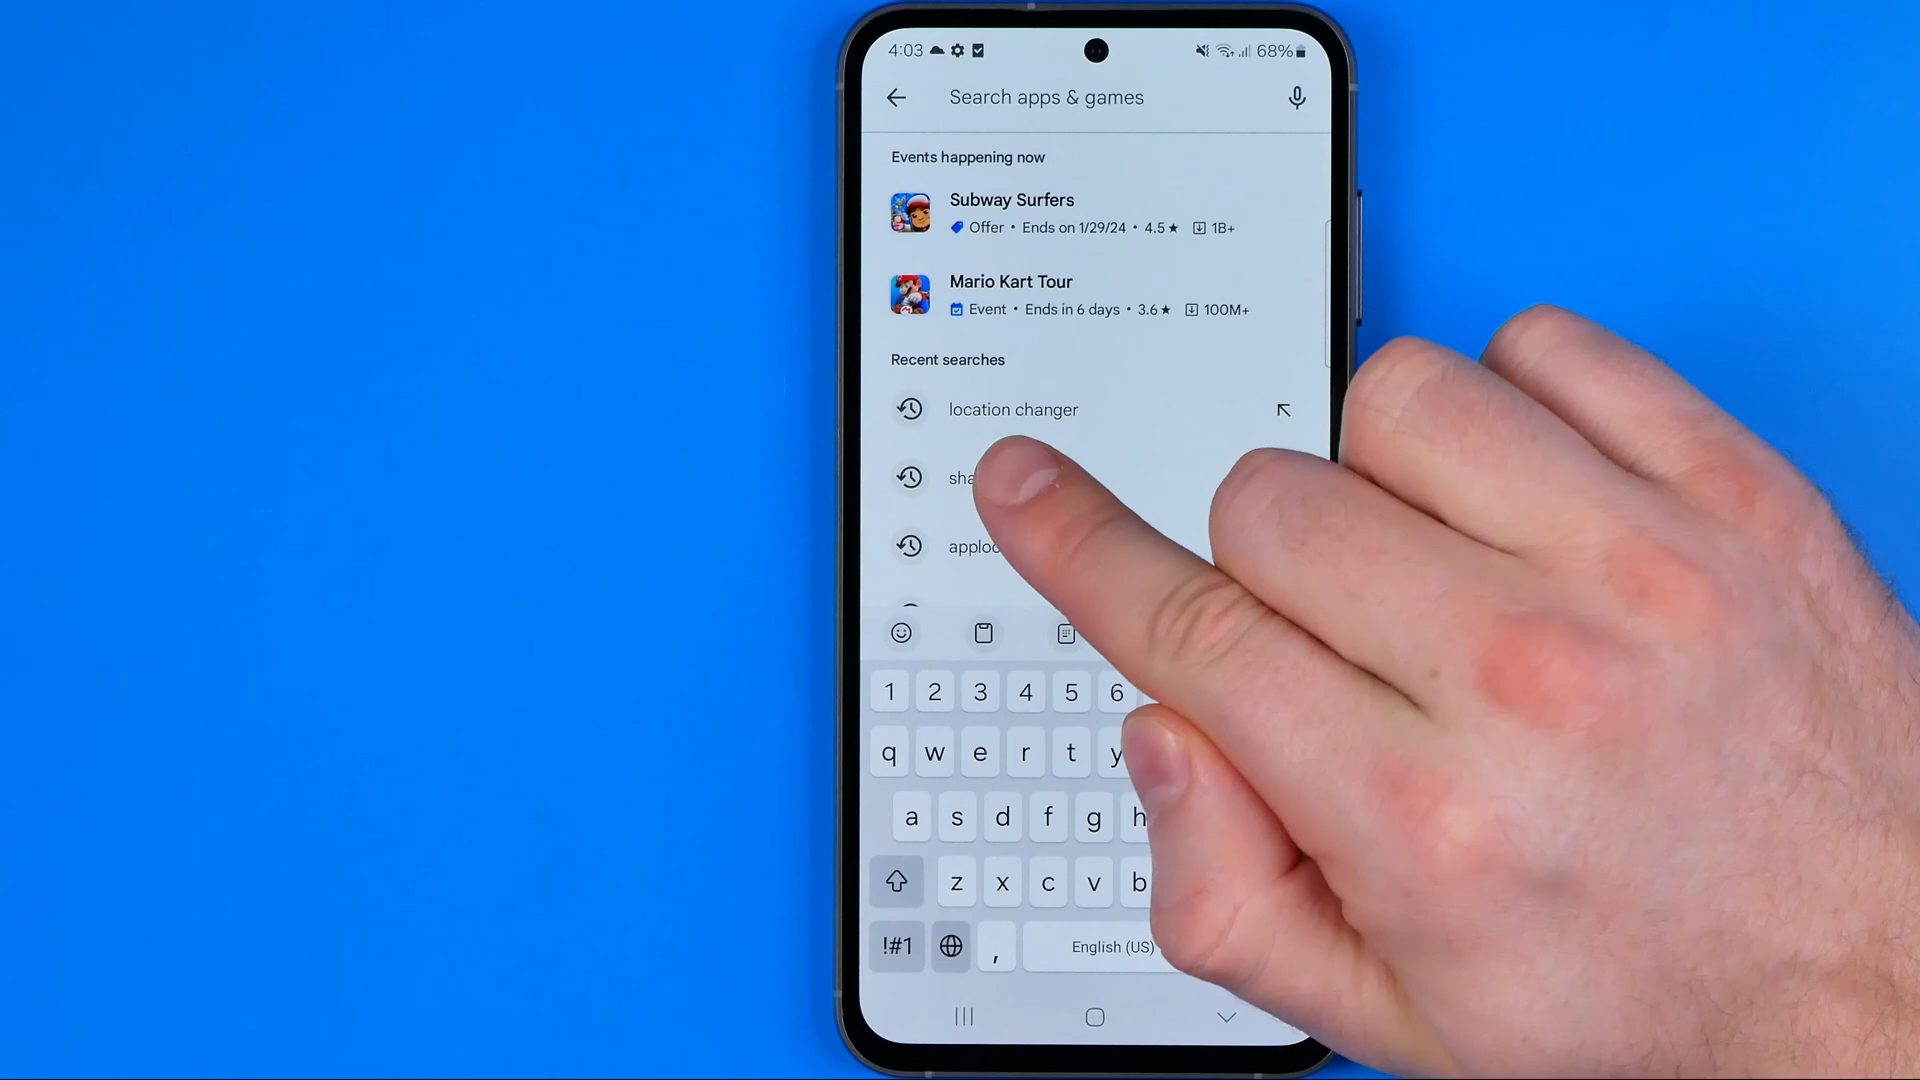 4:03 68%
Search apps & games
Events happening now
Subway Surfers
Offer • Ends on 1/29/24 • 4.5★ 1B+
Mario Kart Tour
Event • Ends in 6 days • 3.6★ 100M+
Recent searches
location changer
1 2 3 4 5 6
q w e r t y
a s d f g h
z x c v b
!#1 , English (US)